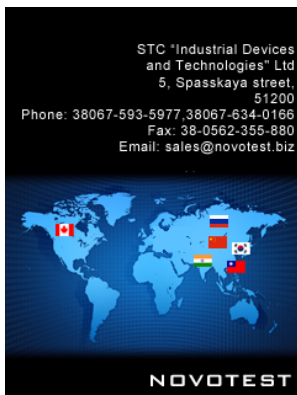 STC “Industrial Devices
and Technologies" Ltd
5, Spasskaya street,
51200
Phone: 38067-593-5977,38067-634-0166
Fax: 38-0562-355-880
Email: sales@novotest.biz
NOVOTEST